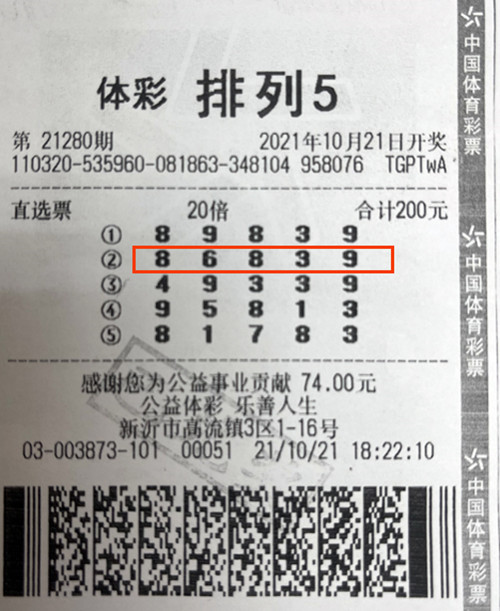 体彩 排列5
第 21280期 2021年10月21日开奖
110320-535960-081863-348104 958076 TGPTwA
直选票 20倍 合计200元
① 8 9 8 3 9
② 8 6 8 3 9
③ 4 9 3 3 9
④ 9 5 8 1 3
⑤ 8 1 7 8 3
感谢您为公益事业贡献 74.00元
公益体彩 乐善人生
新沂市高流镇3区1-16号
03-003873-101 00051 21/10/21 18:22:10
中国体育彩票
中国体育彩票
中国体育彩票